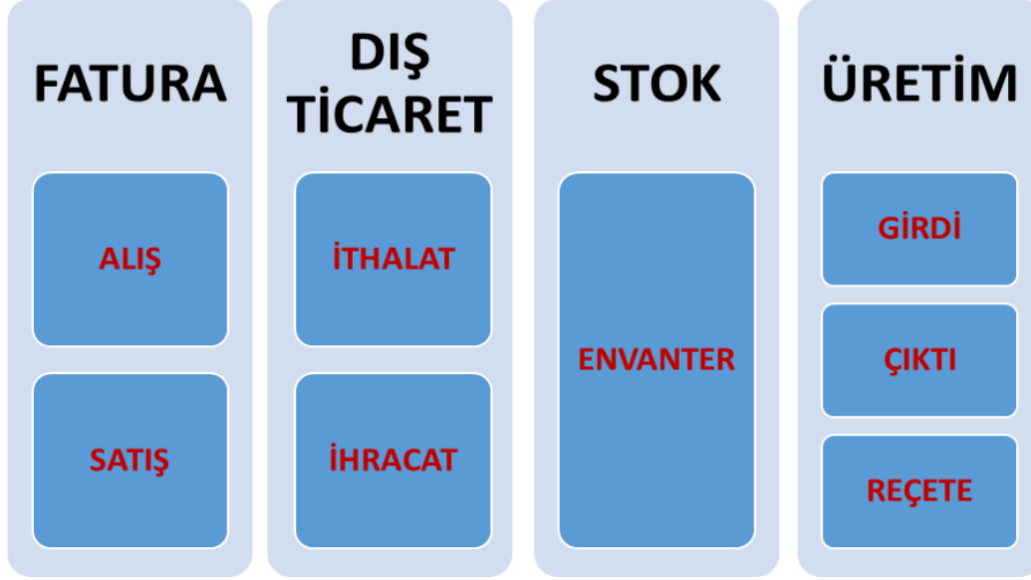 FATURA
ALIŞ
SATIŞ
DIŞ
TİCARET
İTHALAT
İHRACAT
STOK
ENVANTER
ÜRETİM
GİRDİ
ÇIKTI
REÇETE